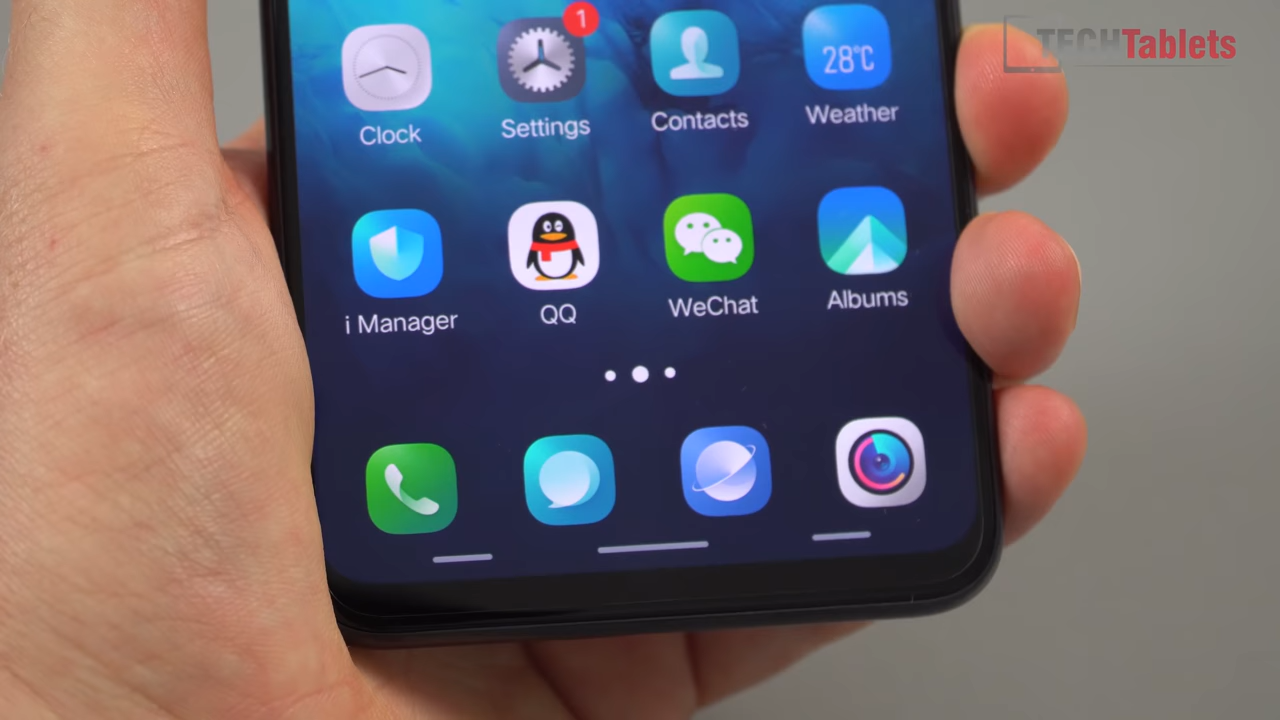 TECHTablets
1
28°C
Clock
Settings
Contacts
Weather
i Manager
QQ
WeChat
Albums